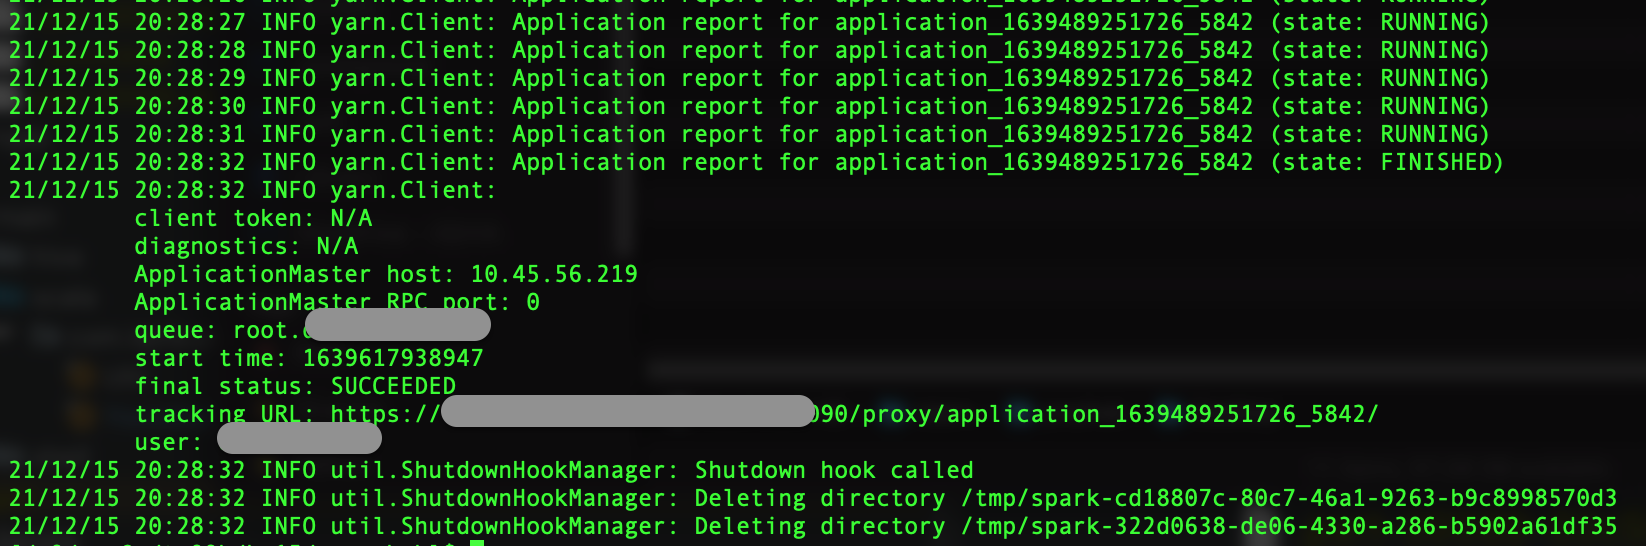 21/12/15 20:28:27 INFO yarn.Client: Application report for application_1639489251726_5842 (state: RUNNING)
21/12/15 20:28:28 INFO yarn.Client: Application report for application_1639489251726_5842 (state: RUNNING)
21/12/15 20:28:29 INFO yarn.Client: Application report for application_1639489251726_5842 (state: RUNNING)
21/12/15 20:28:30 INFO yarn.Client: Application report for application_1639489251726_5842 (state: RUNNING)
21/12/15 20:28:31 INFO yarn.Client: Application report for application_1639489251726_5842 (state: RUNNING)
21/12/15 20:28:32 INFO yarn.Client: Application report for application_1639489251726_5842 (state: FINISHED)
21/12/15 20:28:32 INFO yarn.Client:
client token: N/A
diagnostics: N/A
ApplicationMaster host: 10.45.56.219
ApplicationMaster RPC port: 0
queue: root.
start time: 1639617938947
final status: SUCCEEDED
tracking URL: https:// 090/proxy/application_1639489251726_5842/
user:
21/12/15 20:28:32 INFO util.ShutdownHookManager: Shutdown hook called
21/12/15 20:28:32 INFO util.ShutdownHookManager: Deleting directory /tmp/spark-cd18807c-80c7-46a1-9263-b9c8998570d3
21/12/15 20:28:32 INFO util.ShutdownHookManager: Deleting directory /tmp/spark-322d0638-de06-4330-a286-b5902a61df35